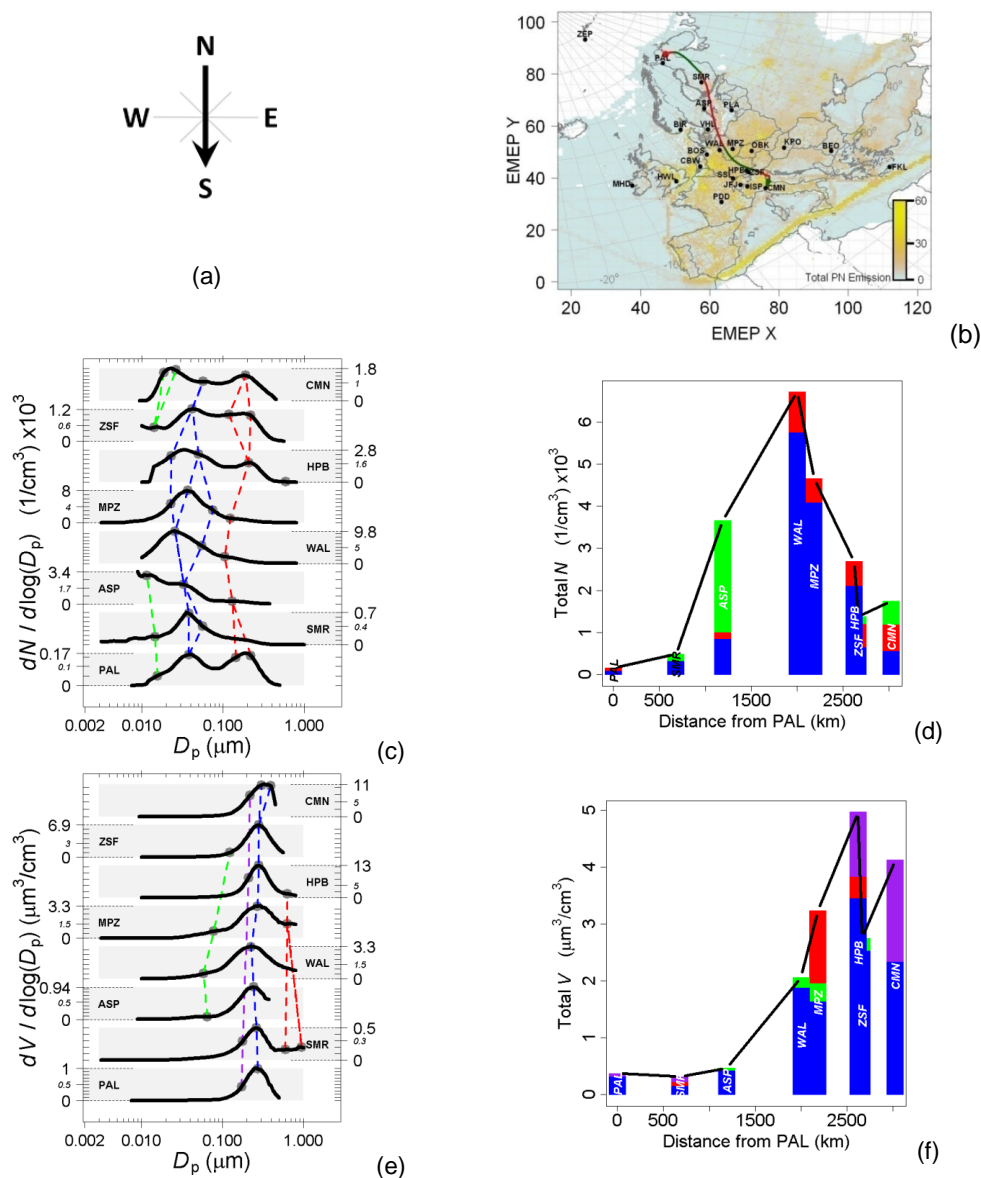 N
W E
S
(a)
100
80
60
40
20
0
EMEP Y
20 40 60 80 100 120
EMEP X
ZEP
PAL
SMR
ASP
PLA
BIR
VHL
WAL
MPZ
OBK
KPO
BEO
BOS
CBW
HWL
MHD
HPB
ZSF
SSL
JFJ
ISP
CMN
PDD
FKL
50°
40°
-10°
-20°
60
30
0
Total PN Emission
(b)
dN / dlog(Dp) (1/cm3) x10^3
CMN
1.8
1
0
ZSF
1.2
0.6
0
HPB
2.8
1.6
0
MPZ
8
4
0
WAL
9.8
5
0
ASP
3.4
1.7
0
SMR
0.7
0.4
0
PAL
0.17
0.1
0
0.002 0.010 0.100 1.000
Dp (μm)
(c)
Total N (1/cm3) x10^3
6
5
4
3
2
1
0
PAL
SMR
ASP
WAL
MPZ
HPB
ZSF
CMN
0 500 1500 2500
Distance from PAL (km)
(d)
dV / dlog(Dp) (μm3/cm3)
CMN
11
5
0
ZSF
6.9
3
0
HPB
13
5
0
MPZ
3.3
1.5
0
WAL
3.3
1.5
0
ASP
0.94
0.5
0
SMR
0.5
0.3
0
PAL
1
0.5
0
0.002 0.010 0.100 1.000
Dp (μm)
(e)
Total V (μm3/cm3)
5
4
3
2
1
0
PAL
SMR
ASP
WAL
MPZ
HPB
ZSF
CMN
0 500 1500 2500
Distance from PAL (km)
(f)